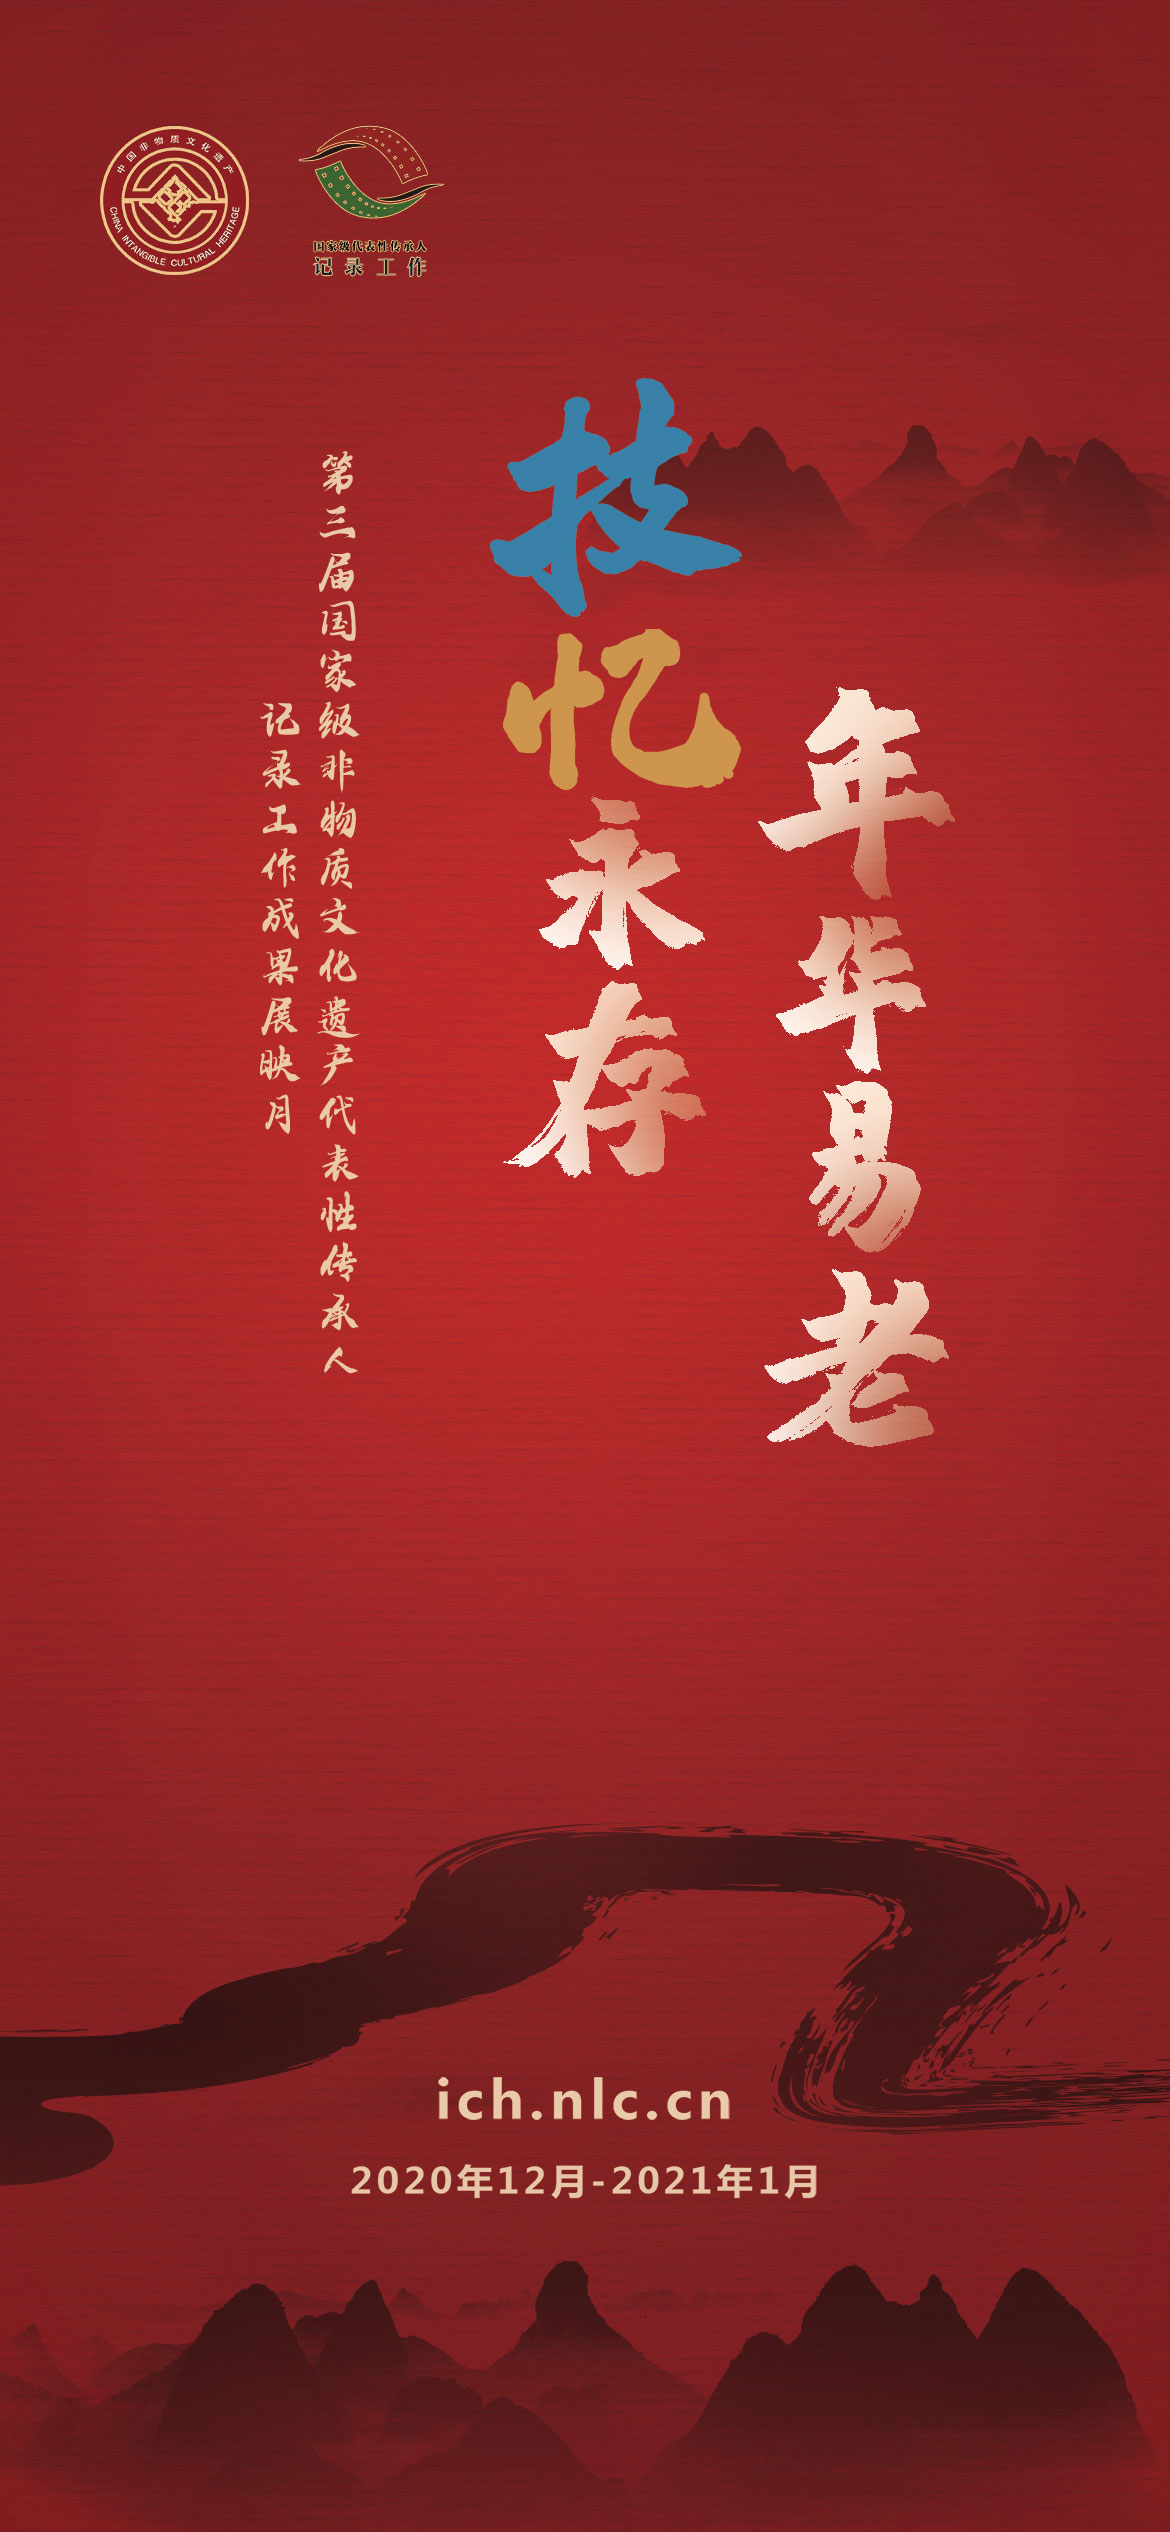 中国非物质文化遗产
CHINA INTANGIBLE CULTURAL HERITAGE
国家级代表性传承人
记录工作
年华易老
技忆永存
第三届国家级非物质文化遗产代表性传承人
记录工作成果展映月
ich.nlc.cn
2020年12月-2021年1月